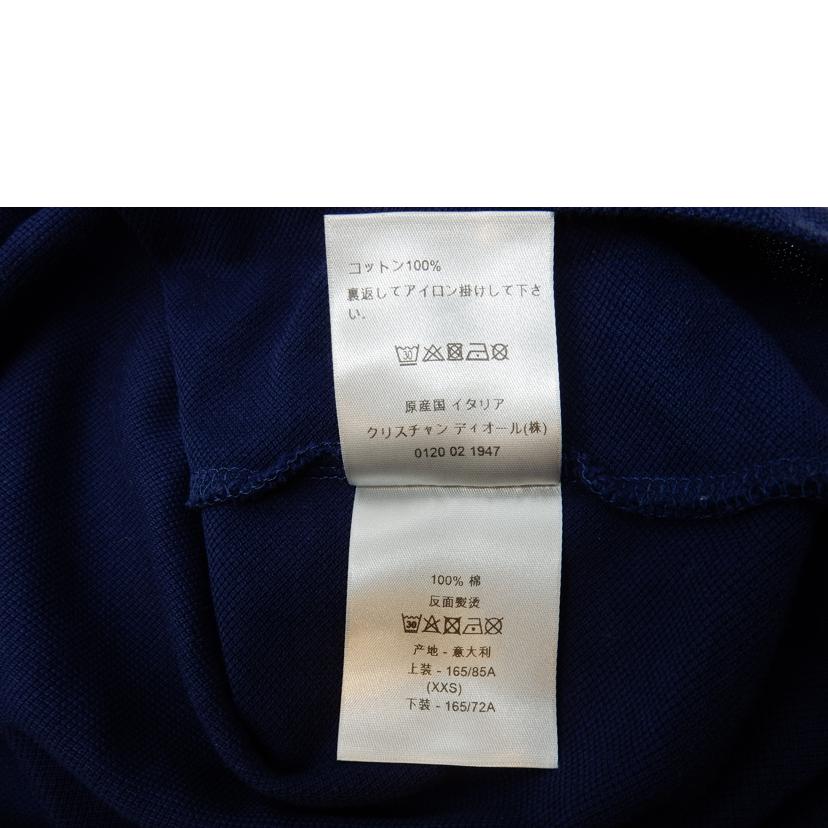 コットン100%
裏返してアイロン掛けして下さ
い。
30
原産国 イタリア
クリスチャン ディオール(株)
0120 02 1947
100% 棉
反面熨烫
30
产地 - 意大利
上装 - 165/85A
(XXS)
下装 - 165/72A